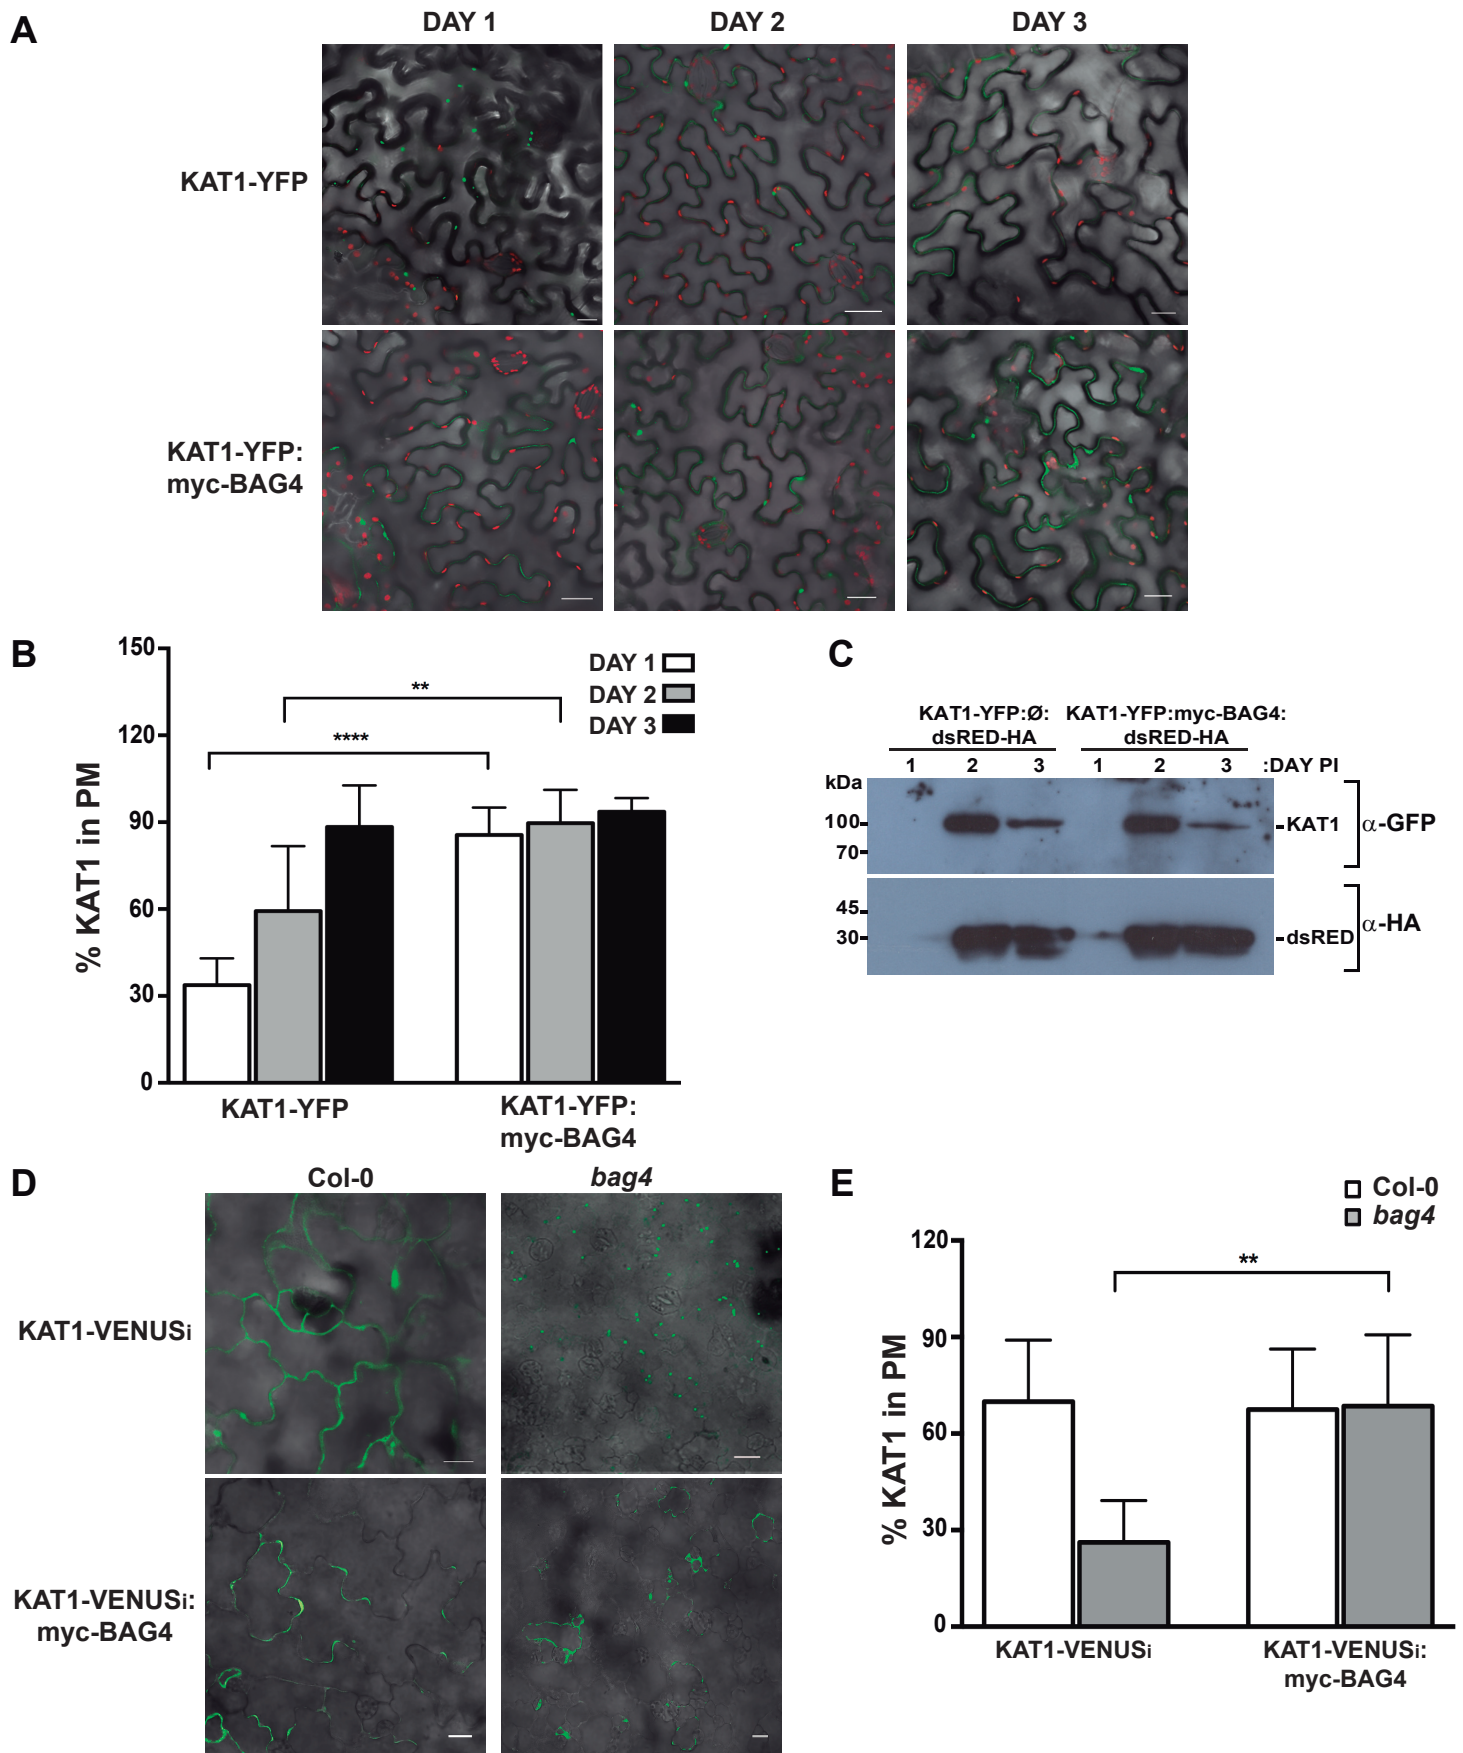 A
DAY 1
DAY 2
DAY 3
KAT1-YFP
KAT1-YFP:
myc-BAG4
B
150
120
90
60
30
0
% KAT1 in PM
DAY 1
DAY 2
DAY 3
**
****
KAT1-YFP
KAT1-YFP:
myc-BAG4
C
KAT1-YFP:Ø:
dsRED-HA
KAT1-YFP:myc-BAG4:
dsRED-HA
1 2 3 1 2 3 :DAY PI
kDa
100
70
-KAT1
α-GFP
45
30
-dsRED
α-HA
D
Col-0
bag4
KAT1-VENUSi
KAT1-VENUSi:
myc-BAG4
E
Col-0
bag4
120
90
60
30
0
% KAT1 in PM
**
KAT1-VENUSi
KAT1-VENUSi:
myc-BAG4